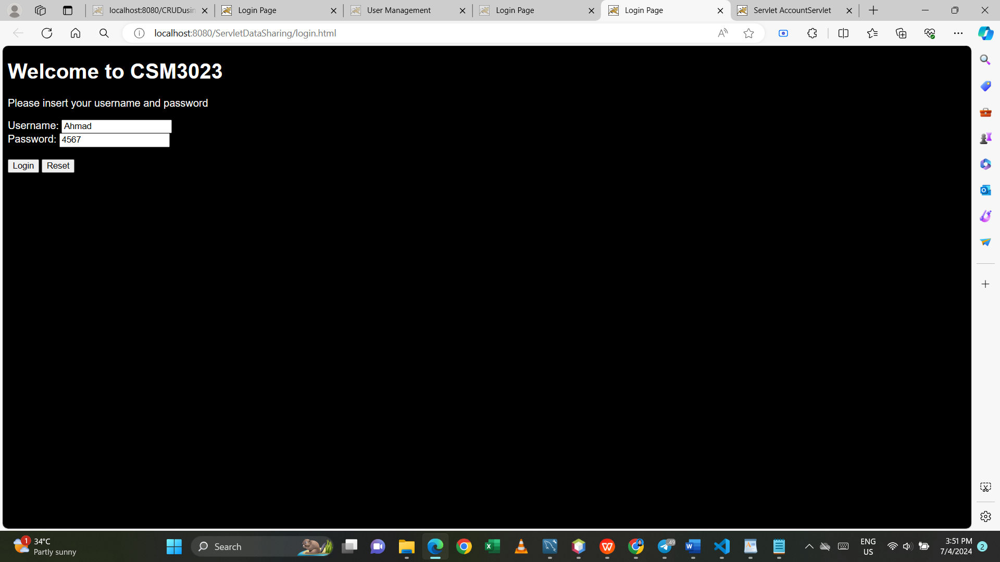 localhost:8080/CRUDusin
Login Page
User Management
Login Page
Login Page
Servlet AccountServlet
localhost:8080/ServletDataSharing/login.html
Welcome to CSM3023
Please insert your username and password
Username: Ahmad
Password: 4567
Login Reset
1
34°C
Partly sunny
Search
.49
ENG
US
3:51 PM
7/4/2024
2